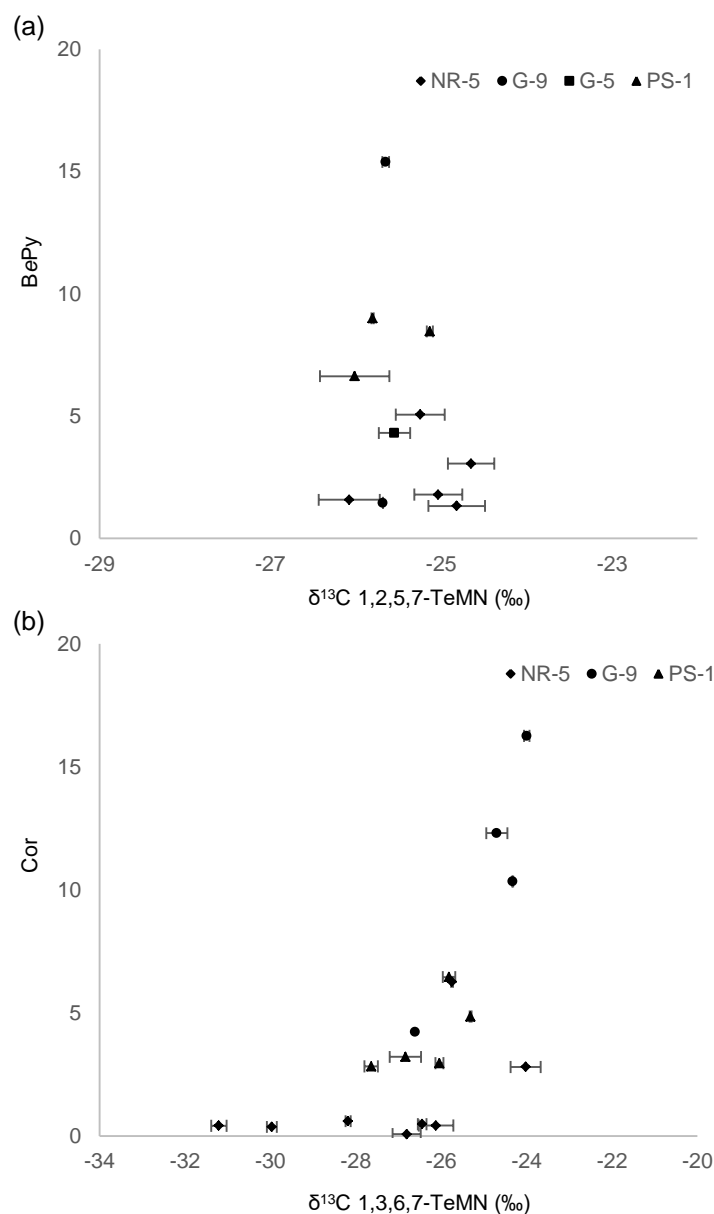 (a)
20
NR-5 G-9 G-5 PS-1
15
BePy
10
5
0
-29 -27 -25 -23
δ¹³C 1,2,5,7-TeMN (‰)
(b)
20
NR-5 G-9 PS-1
15
Cor
10
5
0
-34 -32 -30 -28 -26 -24 -22 -20
δ¹³C 1,3,6,7-TeMN (‰)